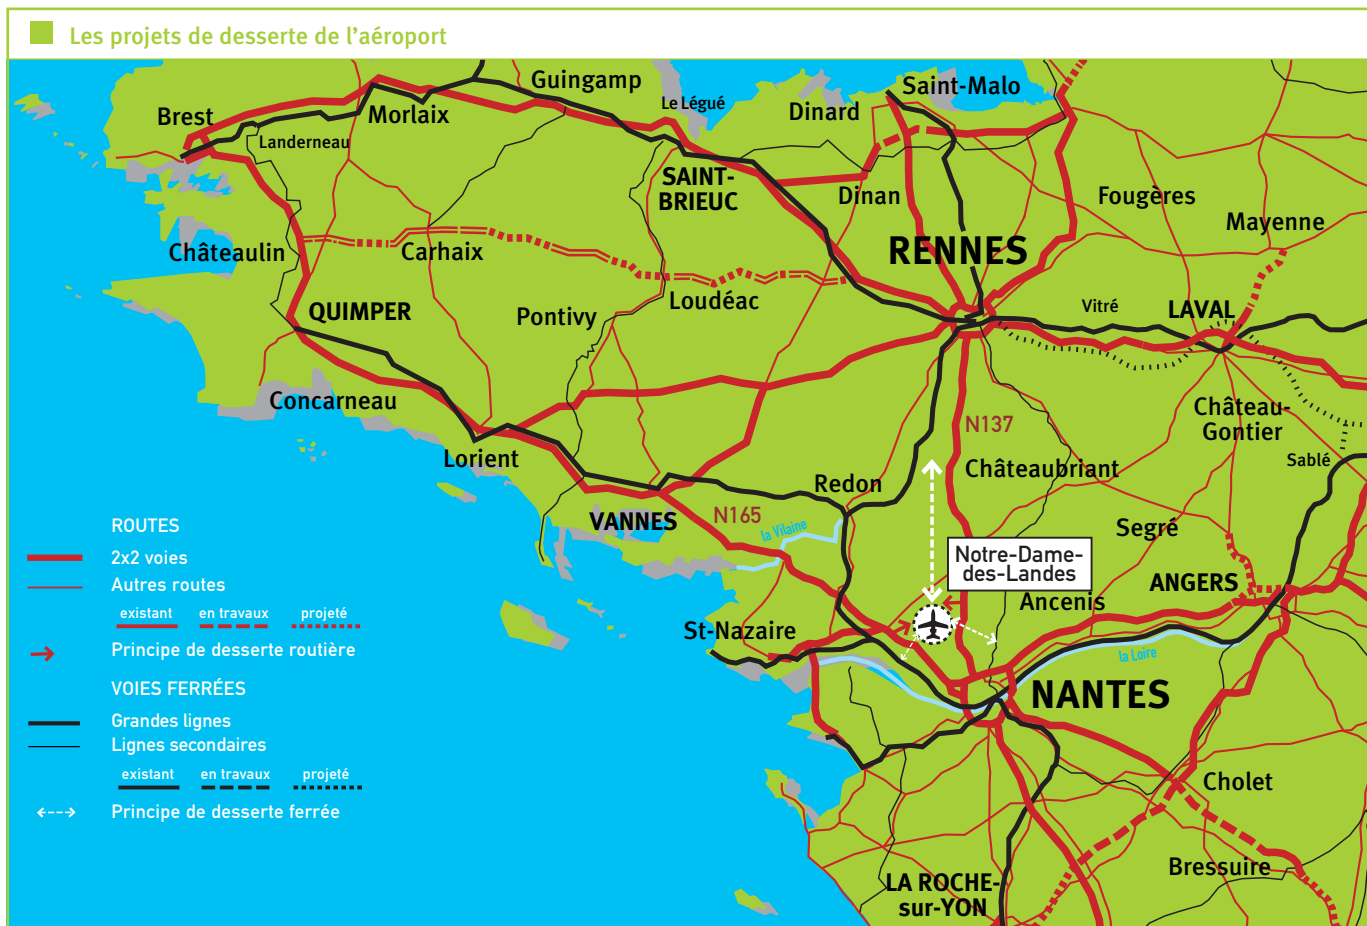 Les projets de desserte de l'aéroport
Guingamp
Saint-Malo
Le Légué
Dinard
Brest
Morlaix
Landerneau
SAINT-
BRIEUC
Dinan
Fougères
Mayenne
Châteaulin
Carhaix
RENNES
Loudéac
QUIMPER
Pontivy
Vitré
LAVAL
Concarneau
Château-
Gontier
N137
Lorient
Châteaubriant
Sablé
Redon
VANNES
N165
la Vilaine
Segré
Notre-Dame-
des-Landes
ANGERS
Ancenis
St-Nazaire
la Loire
NANTES
Cholet
Bressuire
LA ROCHE-
sur-YON
ROUTES
2x2 voies
Autres routes
existant en travaux projeté
Principe de desserte routière
VOIES FERRÉES
Grandes lignes
Lignes secondaires
existant en travaux projeté
Principe de desserte ferrée